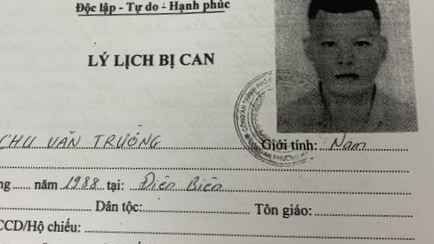 Độc lập - Tự do - Hạnh phúc
LÝ LỊCH BỊ CAN
CHU VĂN TRƯỜNG Giới tính: Nam
ng..... năm 1988 tại: Điện Biên
Dân tộc: Tôn giáo:
CCD/Hộ chiếu: